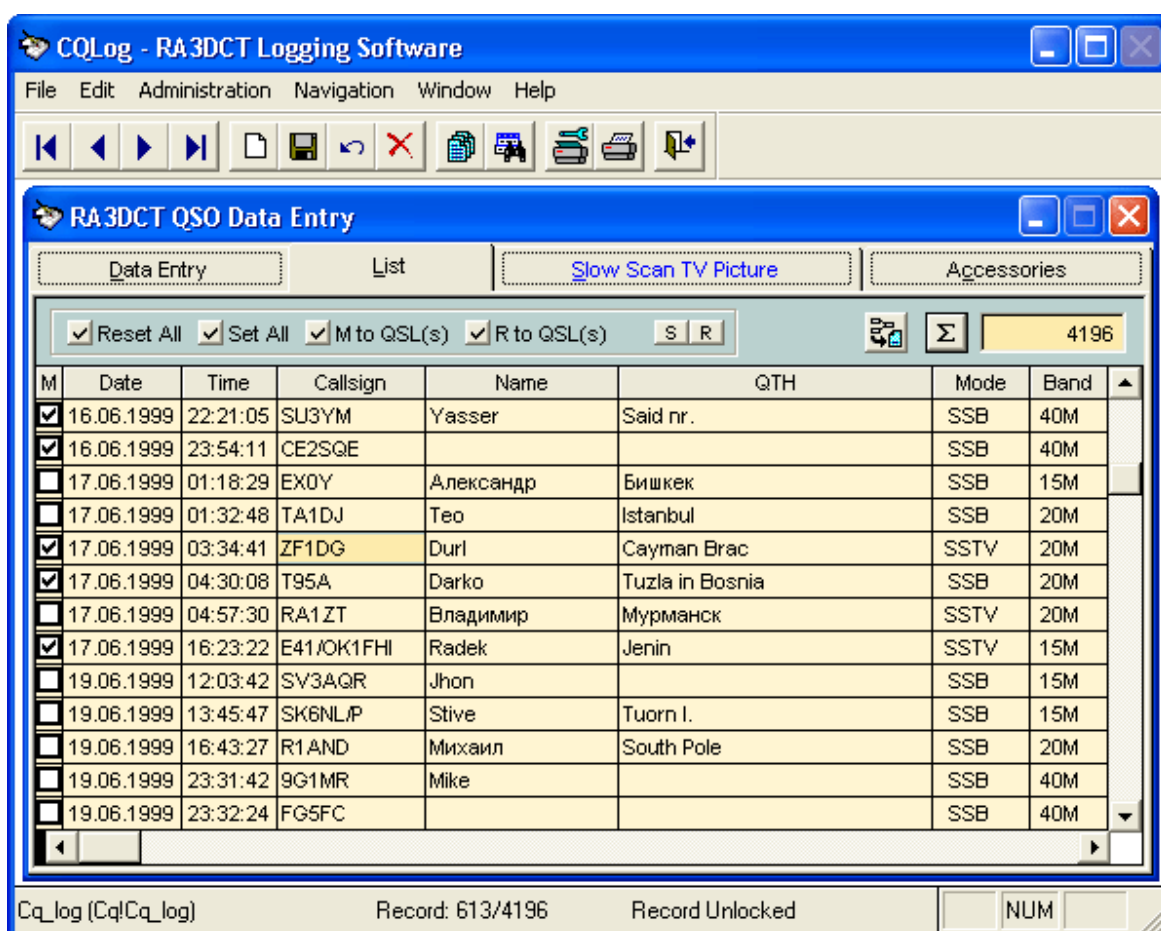 CQLog - RA3DCT Logging Software
File Edit Administration Navigation Window Help
RA3DCT QSO Data Entry
Data Entry List Slow Scan TV Picture Accessories
Reset All Set All M to QSL(s) R to QSL(s) S R Σ 4196
M Date Time Callsign Name QTH Mode Band
16.06.1999 22:21:05 SU3YM Yasser Said nr. SSB 40M
16.06.1999 23:54:11 CE2SQE SSB 40M
17.06.1999 01:18:29 EX0Y Александр Бишкек SSB 15M
17.06.1999 01:32:48 TA1DJ Teo Istanbul SSB 20M
17.06.1999 03:34:41 ZF1DG Durl Cayman Brac SSTV 20M
17.06.1999 04:30:08 T95A Darko Tuzla in Bosnia SSB 20M
17.06.1999 04:57:30 RA1ZT Владимир Мурманск SSTV 20M
17.06.1999 16:23:22 E41/OK1FHI Radek Jenin SSTV 15M
19.06.1999 12:03:42 SV3AQR Jhon SSB 15M
19.06.1999 13:45:47 SK6NL/P Stive Tuorn I. SSB 15M
19.06.1999 16:43:27 R1AND Михаил South Pole SSB 20M
19.06.1999 23:31:42 9G1MR Mike SSB 40M
19.06.1999 23:32:24 FG5FC SSB 40M
Cq_log (Cq!Cq_log) Record: 613/4196 Record Unlocked NUM